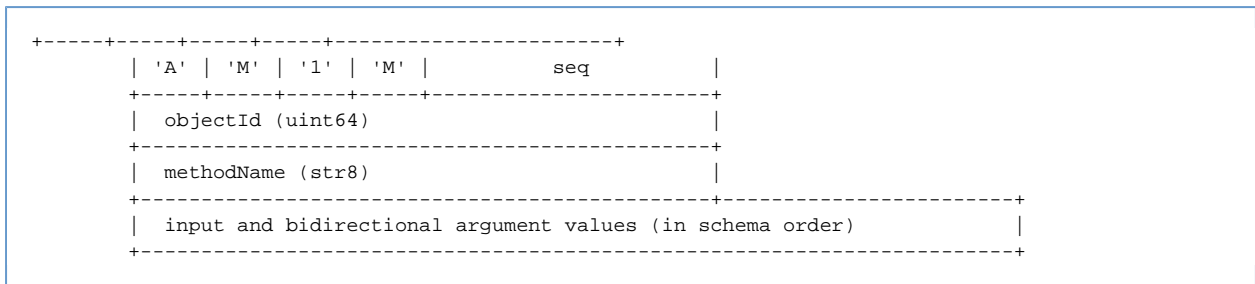 +-----+-----+-----+-----+-----------------------+
| 'A' | 'M' | '1' | 'M' |          seq          |
+-----+-----+-----+-----+-----------------------+
|  objectId (uint64)                            |
+-----------------------------------------------+
|  methodName (str8)                            |
+-----------------------------------------------+------------------------+
|  input and bidirectional argument values (in schema order)             |
+------------------------------------------------------------------------+